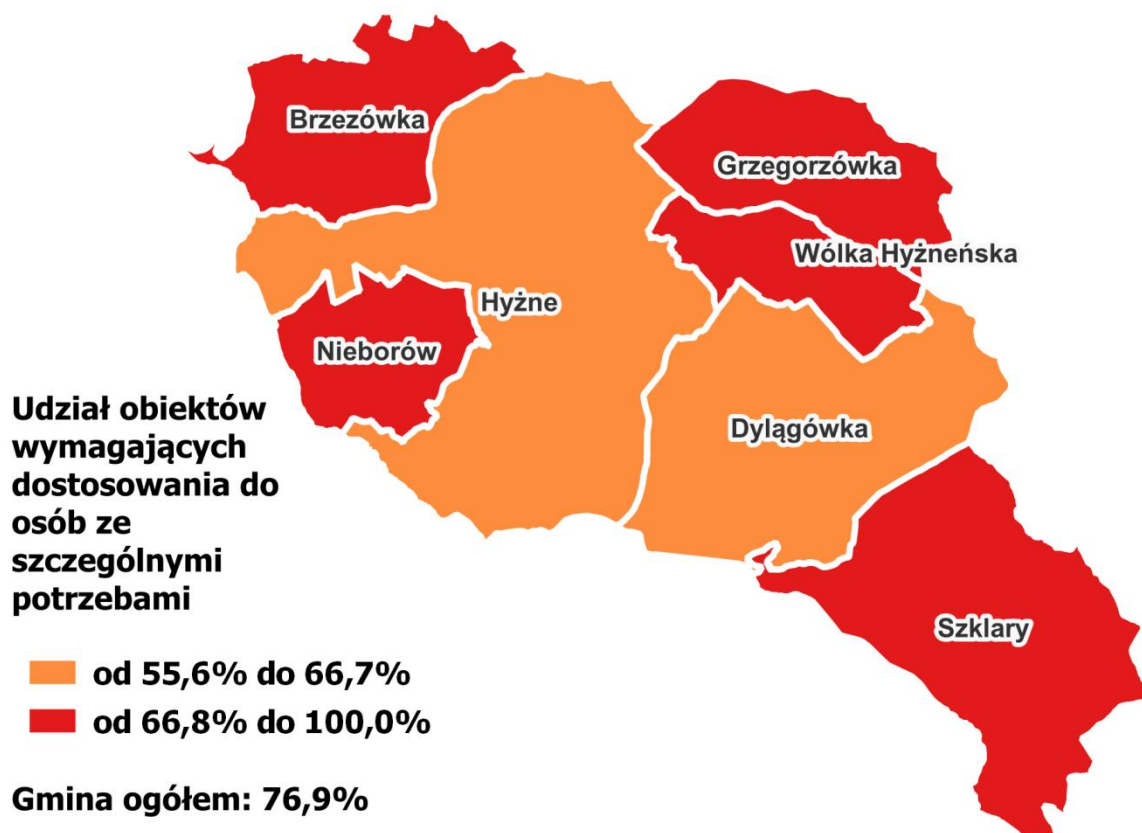 Brzezówka
Grzegorzówka
Wólka Hyżneńska
Hyżne
Nieborów
Dylągówka
Szklary
Udział obiektów
wymagających
dostosowania do
osób ze
szczególnymi
potrzebami
od 55,6% do 66,7%
od 66,8% do 100,0%
Gmina ogółem: 76,9%